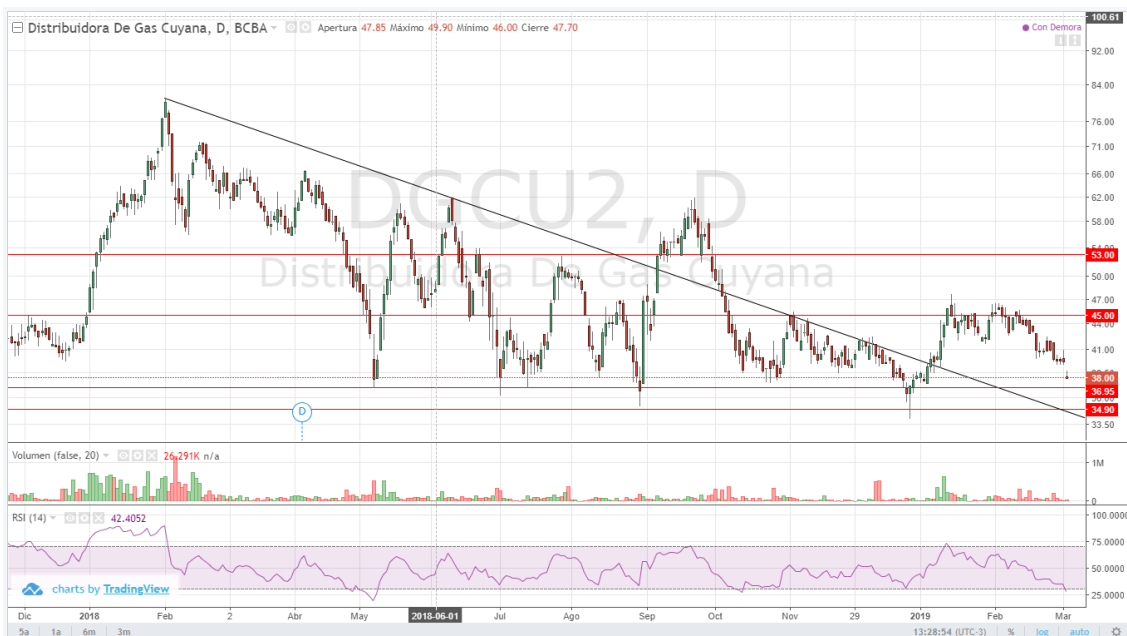 Distribuidora De Gas Cuyana, D, BCBA Apertura 47.85 Máximo 49.90 Mínimo 46.00 Cierre 47.70
Con Demora
100.61
92.00
84.00
76.00
71.00
66.00
62.00
58.00
54.00
53.00
50.00
47.00
45.00
44.00
41.00
38.00
36.95
34.90
33.50
DGCU2, D
Distribuidora De Gas Cuyana
D
Volumen (false, 20) 26.291K n/a
1M
0
RSI (14) 42.4052
100.0000
75.0000
50.0000
25.0000
charts by TradingView
Dic 2018 Feb 2 Abr May 2018-06-01 Jul Ago Sep Oct Nov 29 2019 Feb Mar
5a 1a 6m 3m 13:28:54 (UTC-3) % log auto